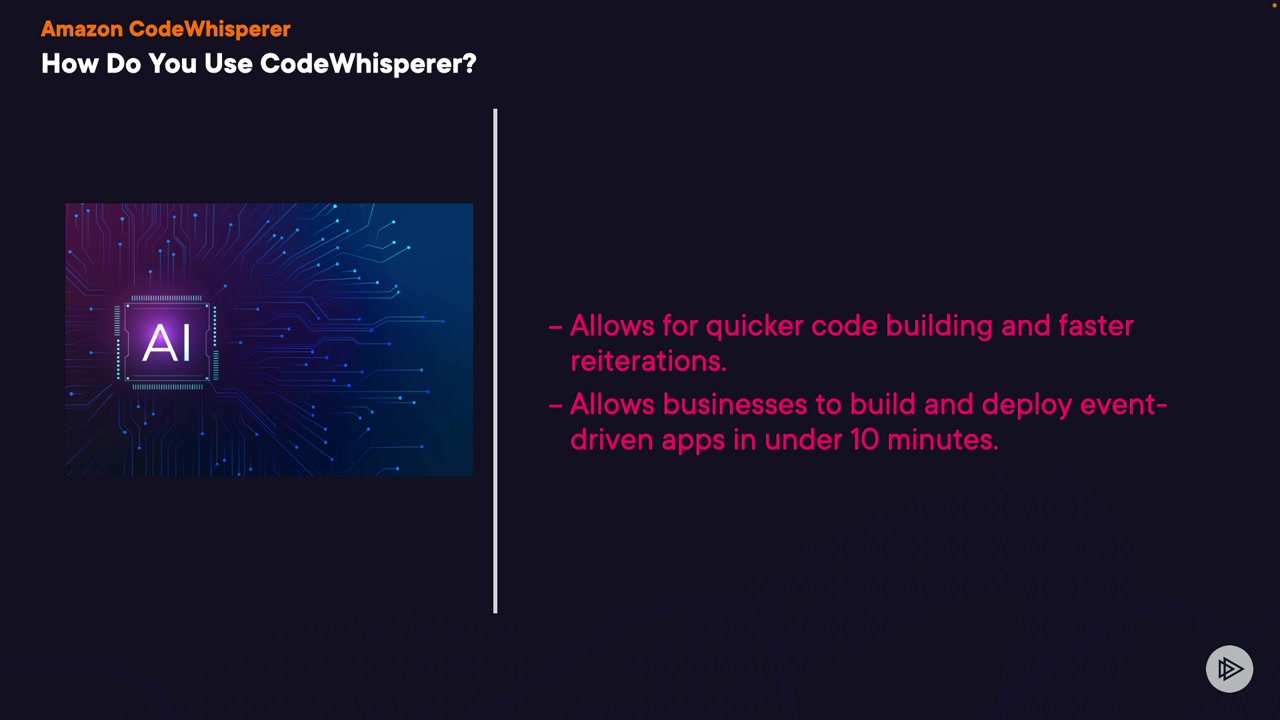 Amazon CodeWhisperer
How Do You Use CodeWhisperer?
AI
– Allows for quicker code building and faster
reiterations.
– Allows businesses to build and deploy event-
driven apps in under 10 minutes.